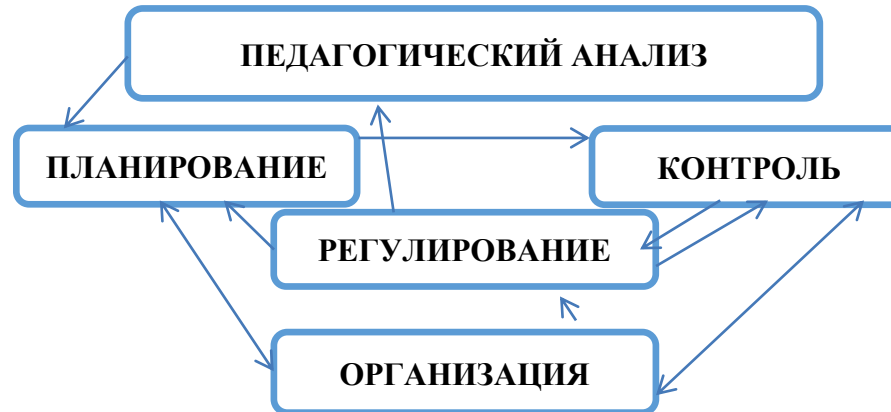 ПЕДАГОГИЧЕСКИЙ АНАЛИЗ
ПЛАНИРОВАНИЕ
КОНТРОЛЬ
РЕГУЛИРОВАНИЕ
ОРГАНИЗАЦИЯ